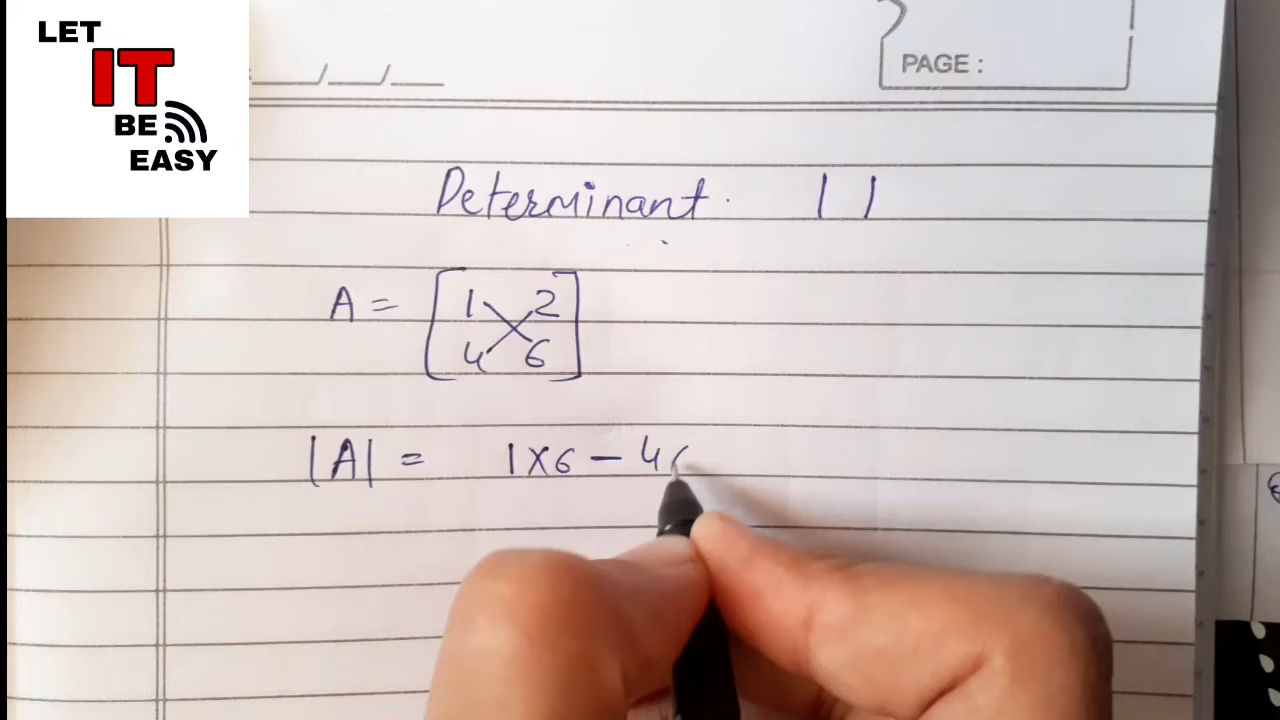 LET
IT
BE
EASY
PAGE :
Determinant. | |
A = [1 2
4 6]
|A| = 1×6 – 4